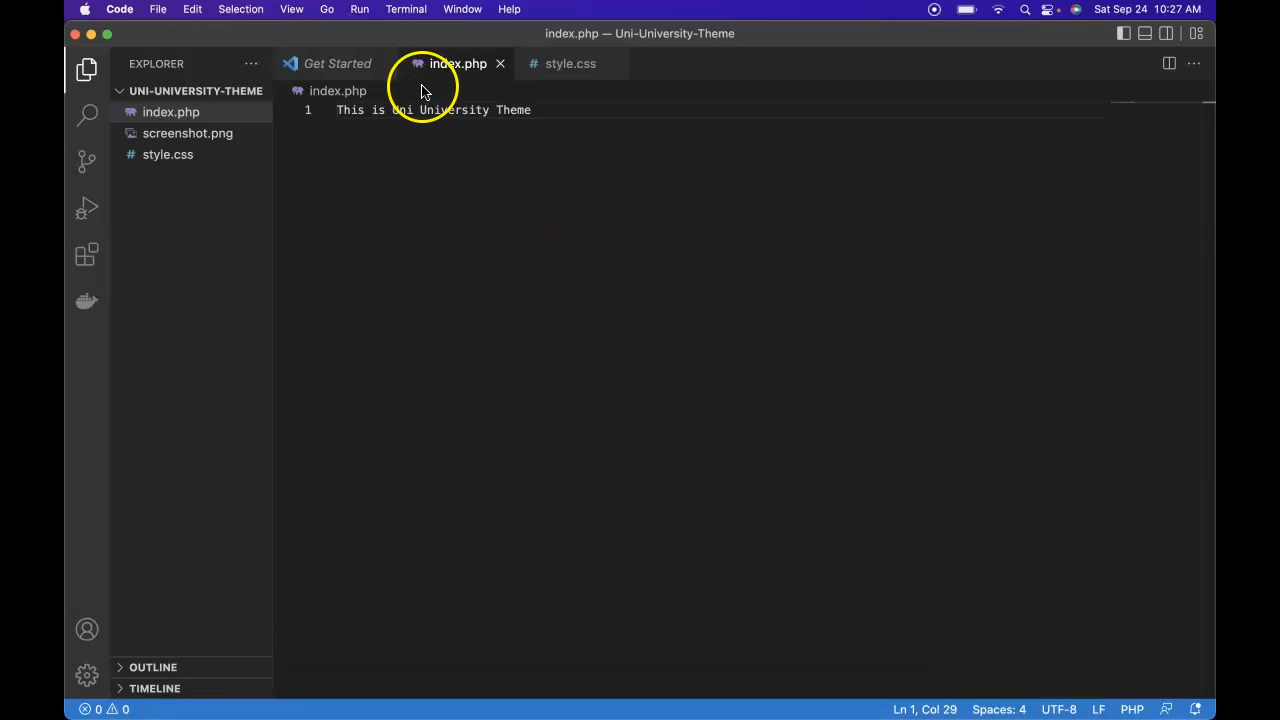 Code File Edit Selection View Go Run Terminal Window Help Sat Sep 24 10:27 AM
index.php — Uni-University-Theme
EXPLORER
Get Started
index.php
style.css
UNI-UNIVERSITY-THEME
index.php
screenshot.png
style.css
index.php
1 This is Uni University Theme
OUTLINE
TIMELINE
0 0
Ln 1, Col 29 Spaces: 4 UTF-8 LF PHP